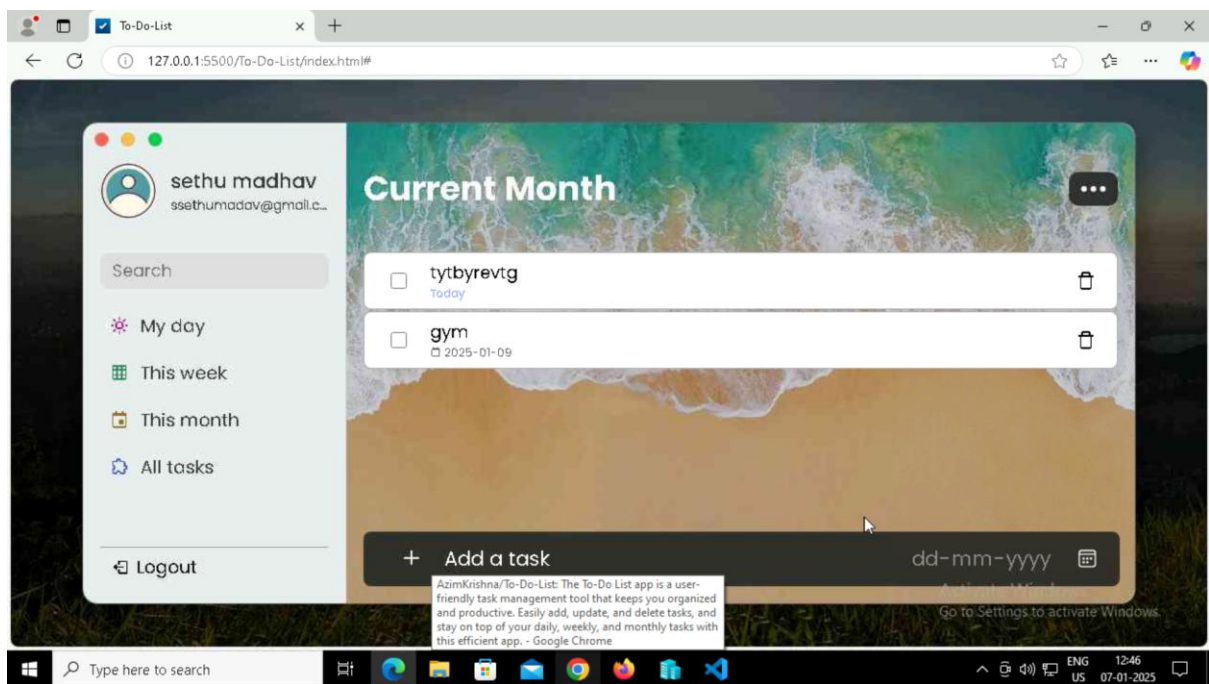 To-Do-List
127.0.0.1:5500/To-Do-List/index.html#
sethu madhav
ssethumadav@gmail.c...
Search
My day
This week
This month
All tasks
Logout
Current Month
tytbyrevtg
Today
gym
2025-01-09
Add a task
dd-mm-yyyy
AzimKrishna/To-Do-List: The To-Do List app is a user-
friendly task management tool that keeps you organized
and productive. Easily add, update, and delete tasks, and
stay on top of your daily, weekly, and monthly tasks with
this efficient app. - Google Chrome
Activate Windows
Go to Settings to activate Windows.
Type here to search
ENG
US
12:46
07-01-2025